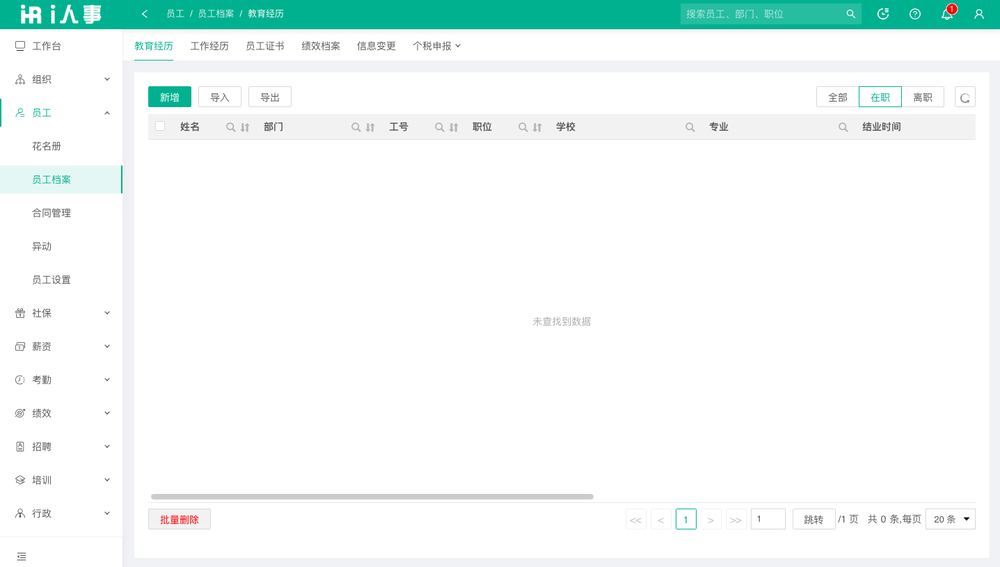 iR i人事
员工 / 员工档案 / 教育经历
搜索员工、部门、职位
1
工作台
组织
员工
花名册
员工档案
合同管理
异动
员工设置
社保
薪资
考勤
绩效
招聘
培训
行政
教育经历 工作经历 员工证书 绩效档案 信息变更 个税申报
新增 导入 导出 全部 在职 离职
姓名 部门 工号 职位 学校 专业 结业时间
未查找到数据
批量删除 << < 1 > >> 1 跳转 /1 页 共 0 条,每页 20 条